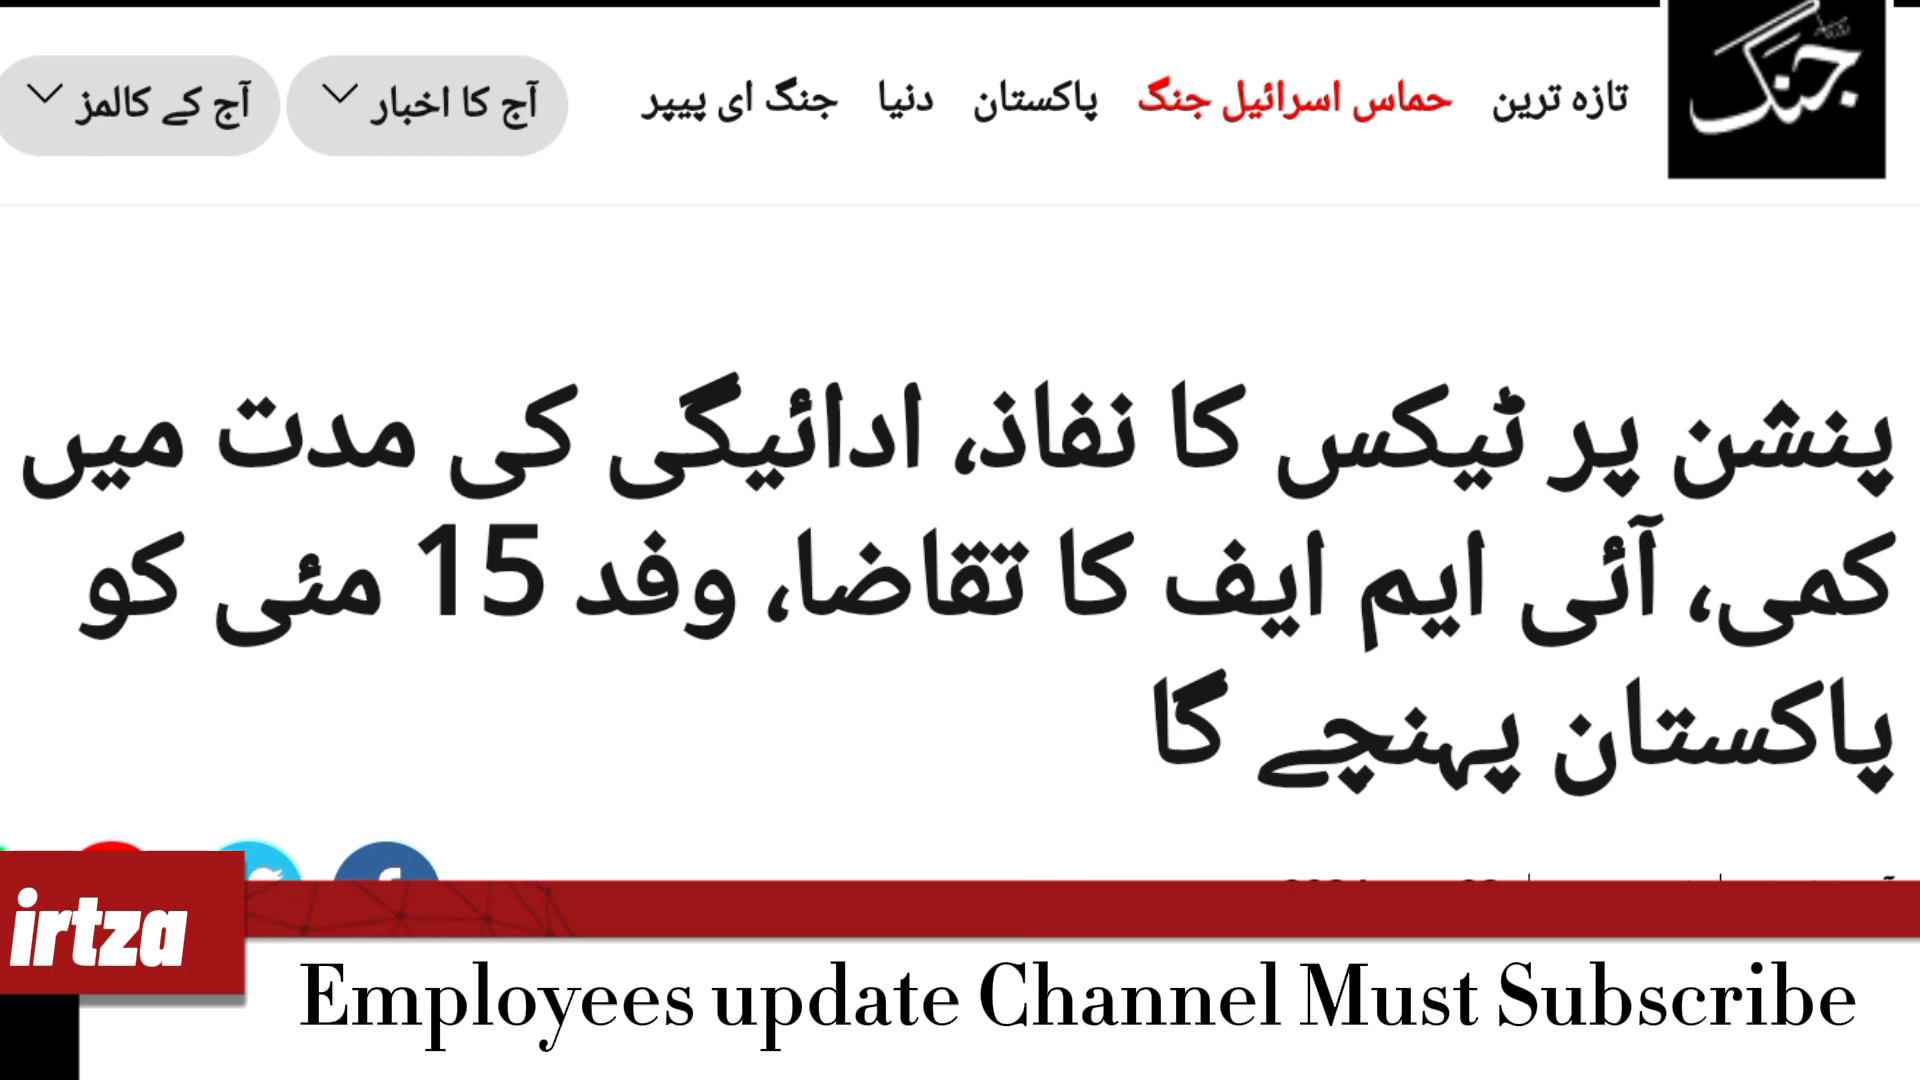 جنگ
تازہ ترین حماس اسرائیل جنگ پاکستان دنیا جنگ ای پیپر آج کا اخبار آج کے کالمز
پنشن پر ٹیکس کا نفاذ، ادائیگی کی مدت میں
کمی، آئی ایم ایف کا تقاضا، وفد 15 مئی کو
پاکستان پہنچے گا
irtza
Employees update Channel Must Subscribe